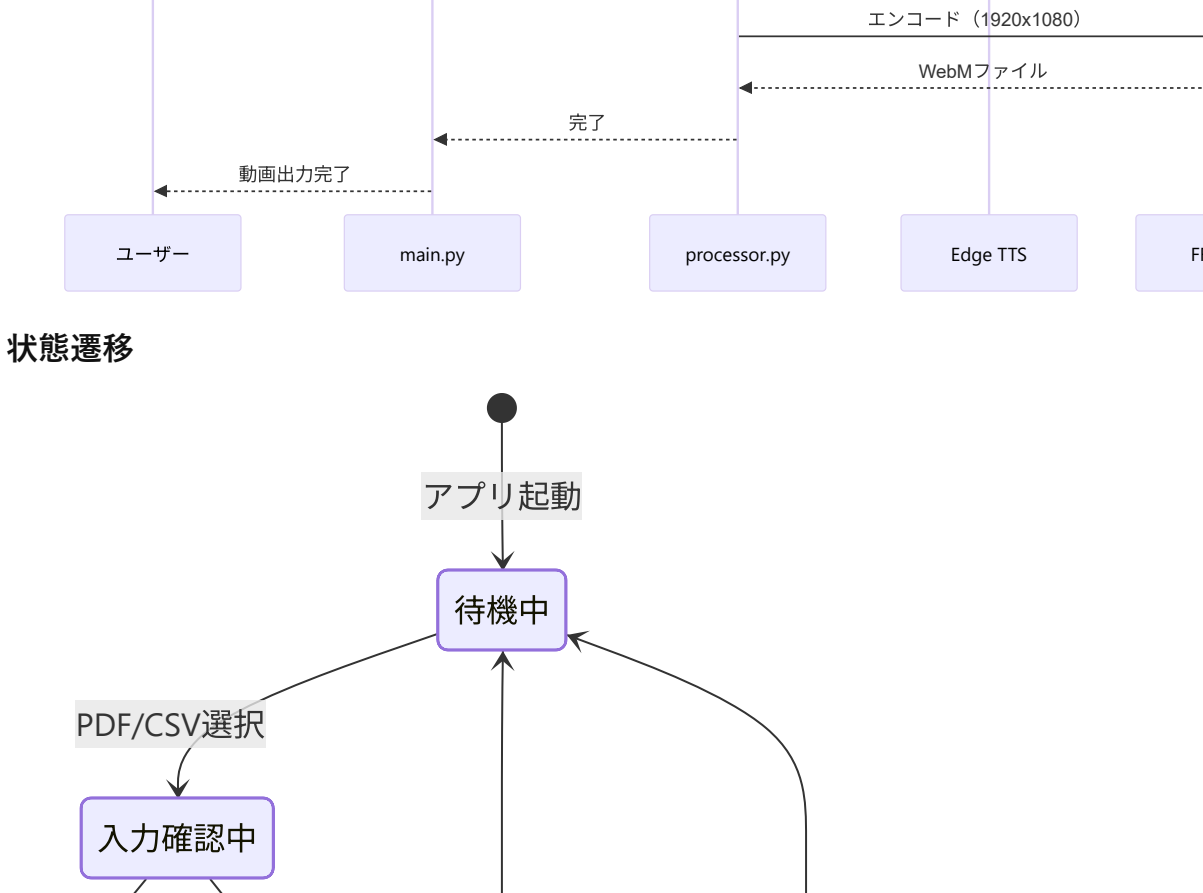 エンコード（1920x1080）
WebMファイル
完了
動画出力完了
ユーザー
main.py
processor.py
Edge TTS
状態遷移
アプリ起動
待機中
PDF/CSV選択
入力確認中